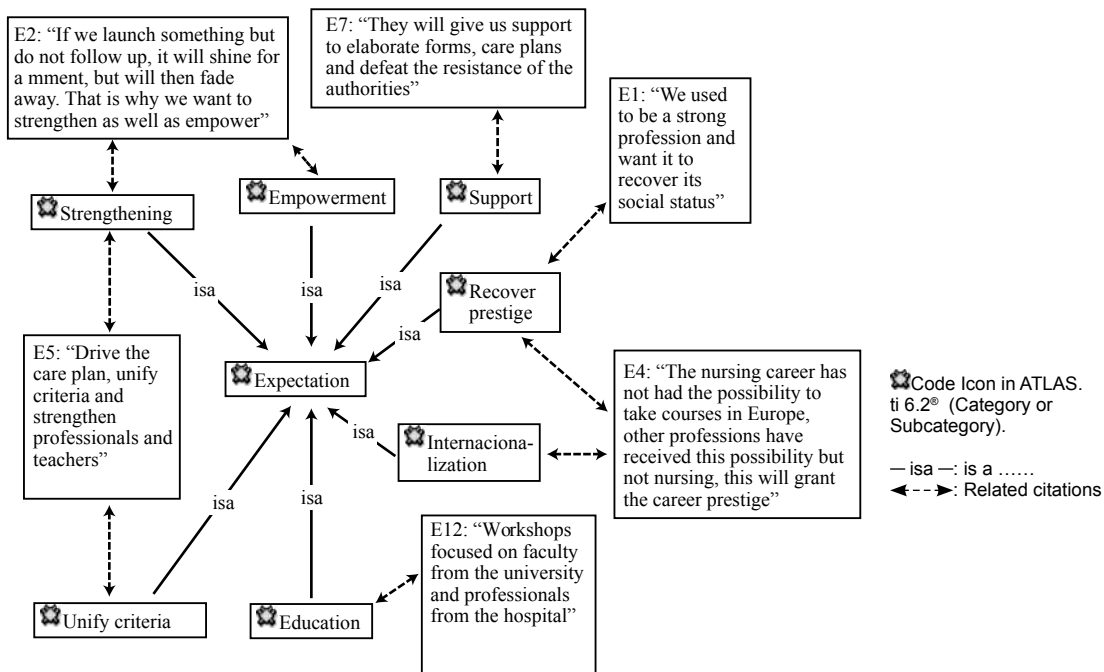 E2: “If we launch something but
do not follow up, it will shine for
a mment, but will then fade
away. That is why we want to
strengthen as well as empower”
E7: “They will give us support
to elaborate forms, care plans
and defeat the resistance of the
authorities”
E1: “We used
to be a strong
profession and
want it to
recover its
social status”
Strengthening
Empowerment
Support
isa
isa
isa
Recover
prestige
isa
E5: “Drive the
care plan, unify
criteria and
strengthen
professionals and
teachers”
Expectation
E4: “The nursing career has
not had the possibility to
take courses in Europe,
other professions have
received this possibility but
not nursing, this will grant
the career prestige”
isa
Internaciona-
lization
isa
isa
E12: “Workshops
focused on faculty
from the university
and professionals
from the hospital”
Unify criteria
Education
Code Icon in ATLAS.
ti 6.2® (Category or
Subcategory).
— isa —: is a ......
: Related citations